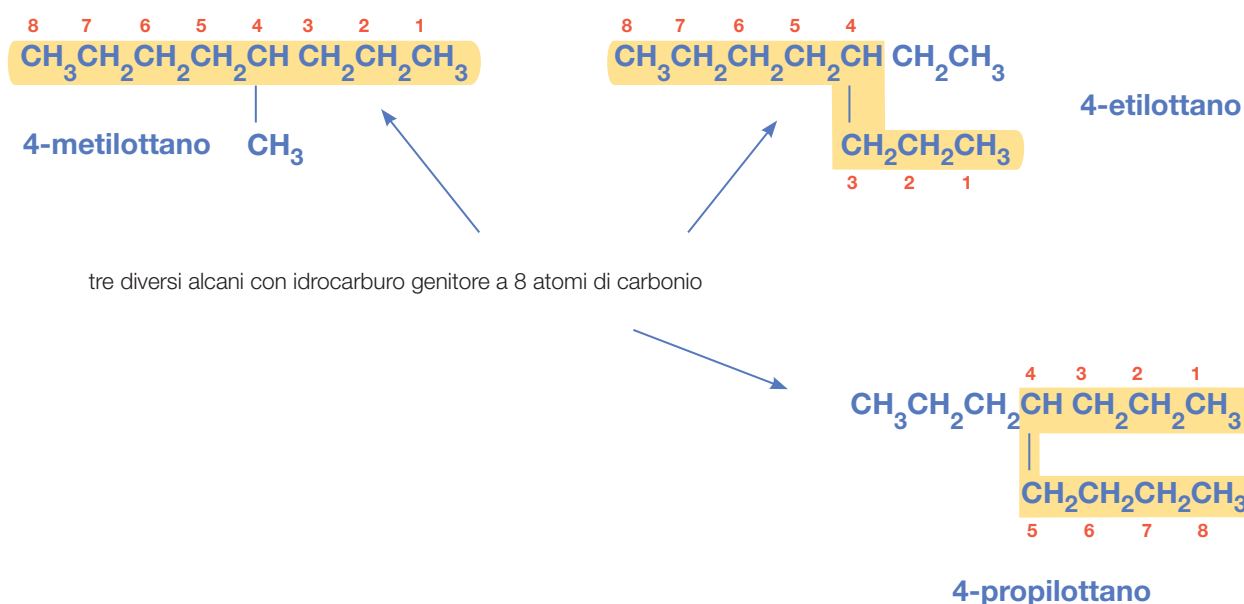 8 7 6 5 4 3 2 1
CH3CH2CH2CH2CH CH2CH2CH3
4-metilottano CH3
8 7 6 5 4
CH3CH2CH2CH2CH CH2CH3
4-etilottano
CH2CH2CH3
3 2 1
tre diversi alcani con idrocarburo genitore a 8 atomi di carbonio
4 3 2 1
CH3CH2CH2CH CH2CH2CH3
CH2CH2CH2CH3
5 6 7 8
4-propilottano